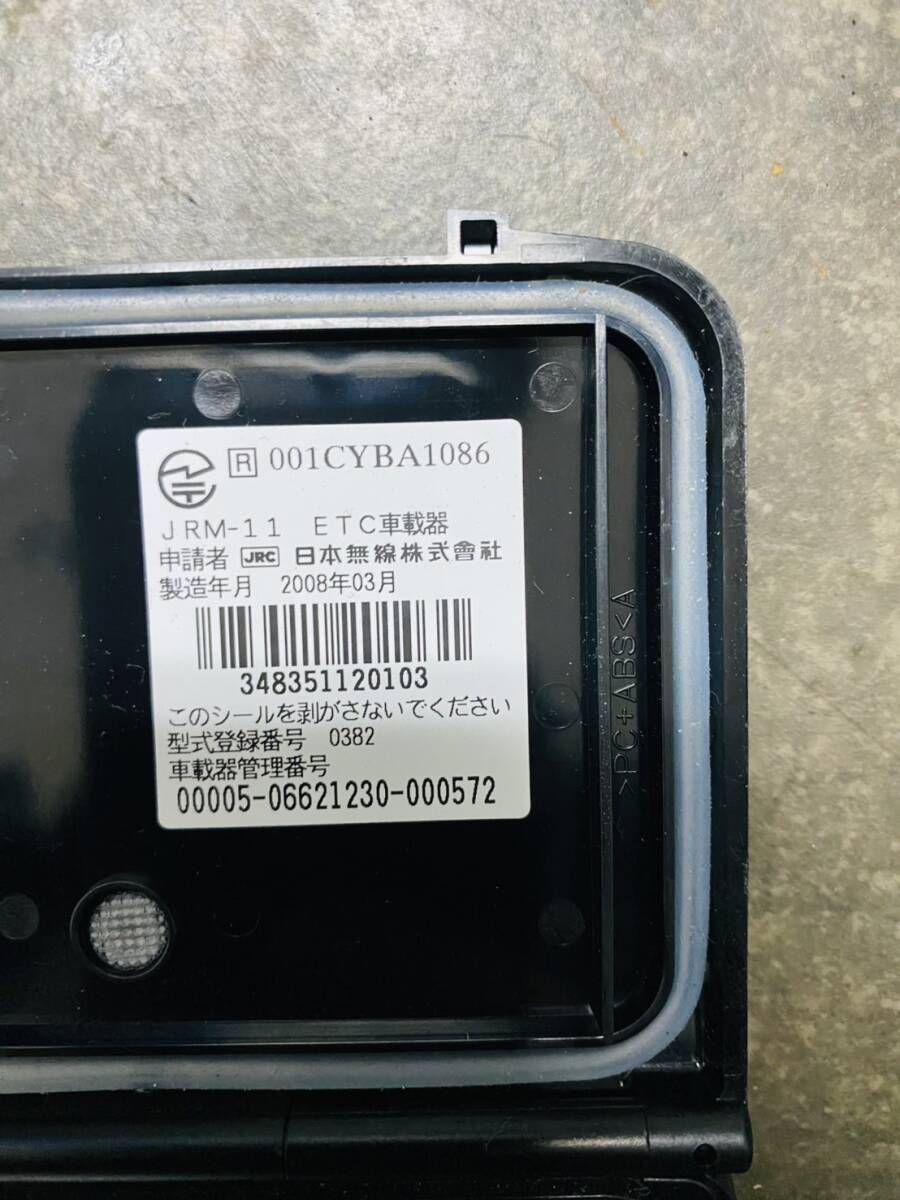 R 001CYBA1086
JRM-11 ETC車載器
申請者 JRC 日本無線株式會社
製造年月 2008年03月
348351120103
このシールを剥がさないでください
型式登録番号 0382
車載器管理番号
00005-06621230-000572
>PC+ABS<A